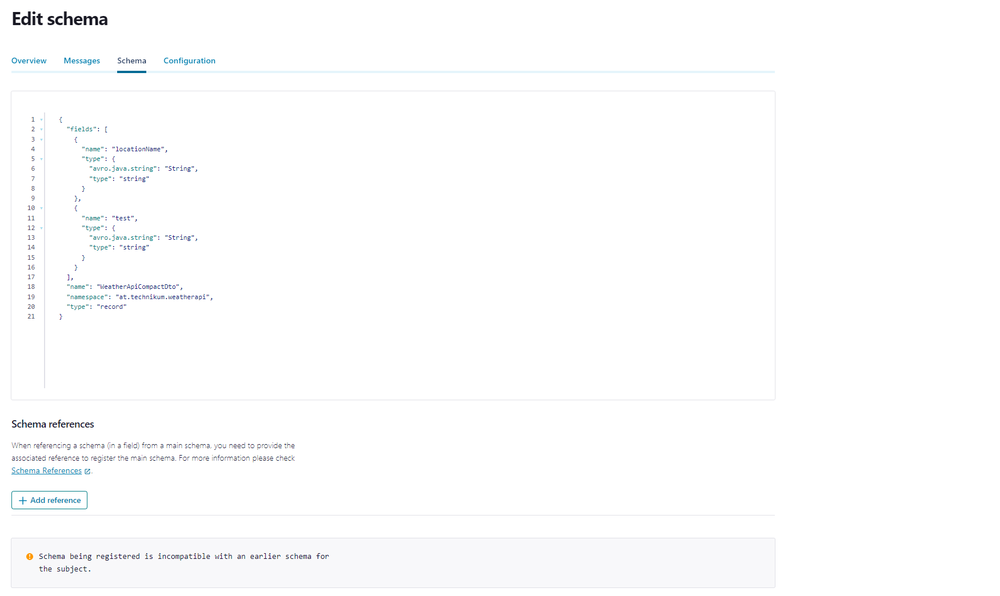 Edit schema
Overview Messages Schema Configuration
1 {
2 "fields": [
3 {
4 "name": "locationName",
5 "type": {
6 "avro.java.string": "String",
7 "type": "string"
8 }
9 },
10 {
11 "name": "test",
12 "type": {
13 "avro.java.string": "String",
14 "type": "string"
15 }
16 }
17 ],
18 "name": "WeatherApiCompactDto",
19 "namespace": "at.technikum.weatherapi",
20 "type": "record"
21 }
Schema references
When referencing a schema (in a field) from a main schema, you need to provide the
associated reference to register the main schema. For more information please check
Schema References .
+ Add reference
Schema being registered is incompatible with an earlier schema for
the subject.